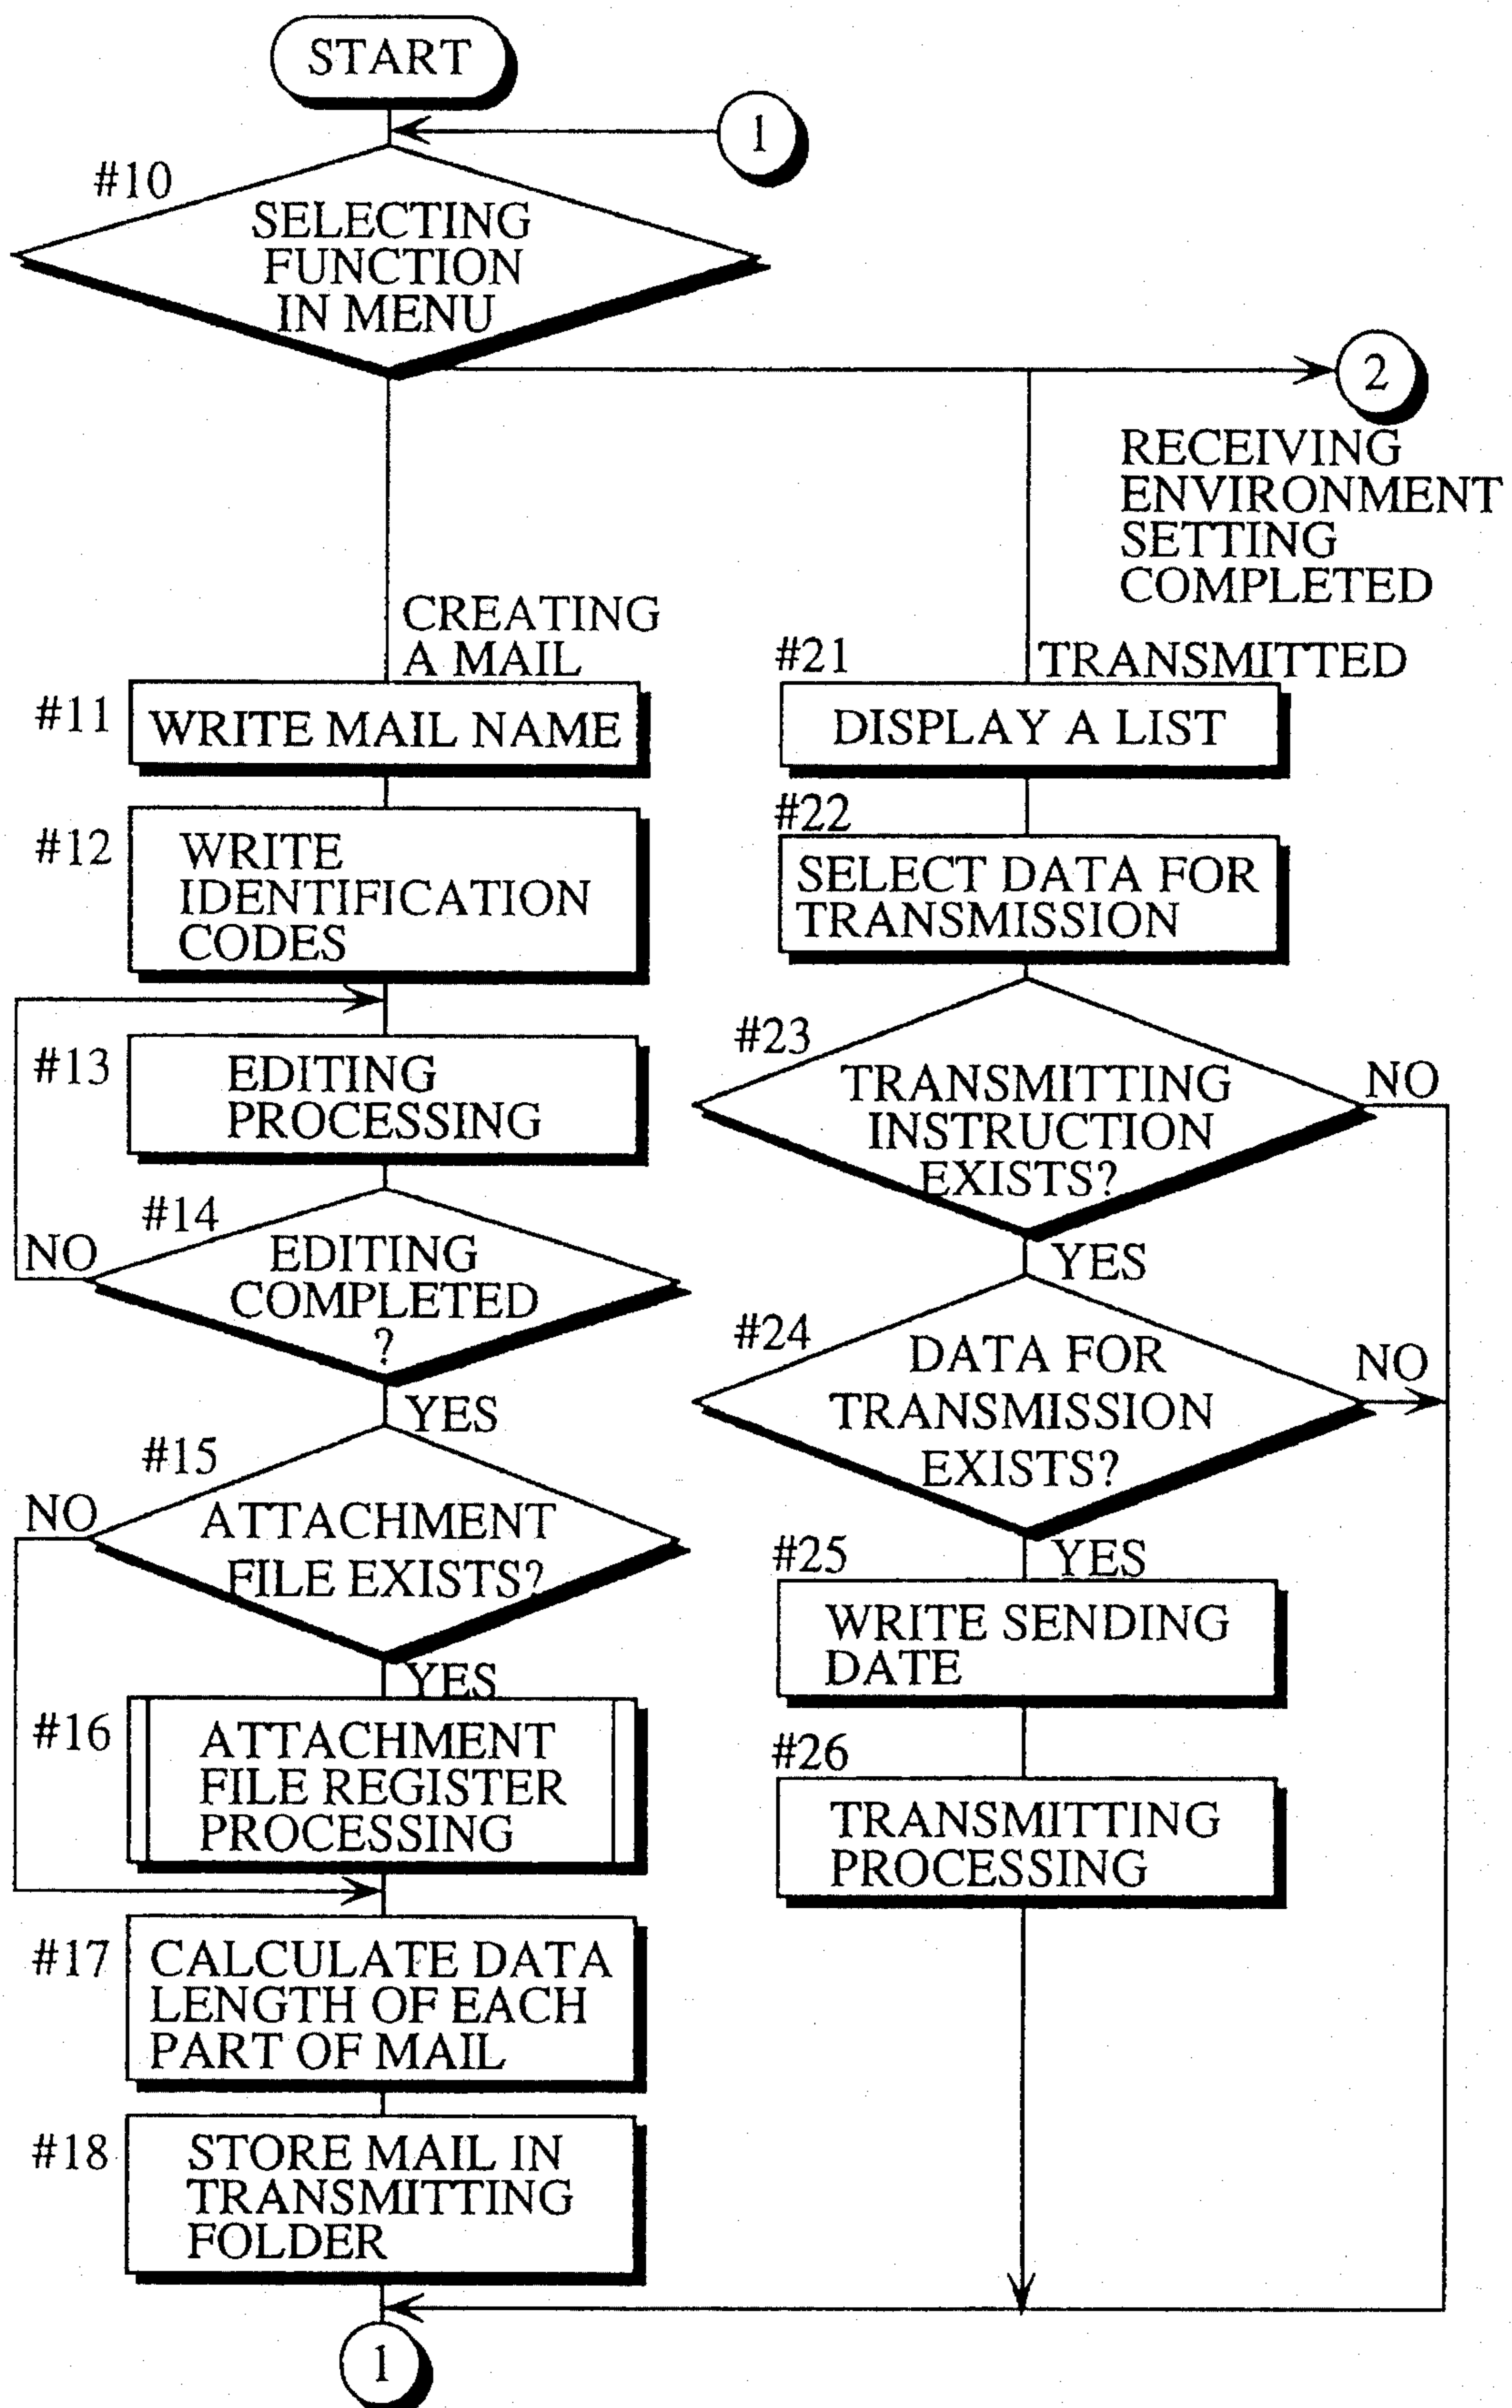 START
1
#10
SELECTING
FUNCTION
IN MENU
2
RECEIVING
ENVIRONMENT
SETTING
COMPLETED
CREATING
A MAIL
#11
WRITE MAIL NAME
#12
WRITE
IDENTIFICATION
CODES
#13
EDITING
PROCESSING
#14
NO
EDITING
COMPLETED
?
YES
#15
NO
ATTACHMENT
FILE EXISTS?
YES
#16
ATTACHMENT
FILE REGISTER
PROCESSING
#17
CALCULATE DATA
LENGTH OF EACH
PART OF MAIL
#18
STORE MAIL IN
TRANSMITTING
FOLDER
1
#21
TRANSMITTED
DISPLAY A LIST
#22
SELECT DATA FOR
TRANSMISSION
#23
TRANSMITTING
INSTRUCTION
EXISTS?
NO
YES
#24
DATA FOR
TRANSMISSION
EXISTS?
NO
YES
#25
WRITE SENDING
DATE
#26
TRANSMITTING
PROCESSING